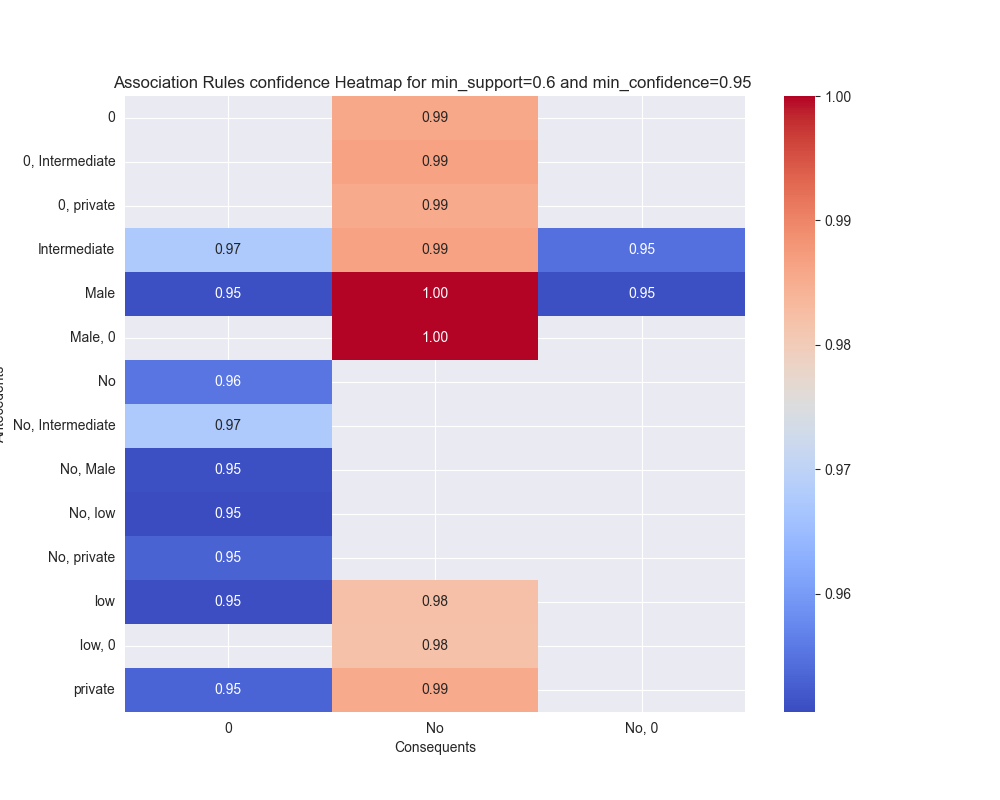 Association Rules confidence Heatmap for min_support=0.6 and min_confidence=0.95
1.00
0 0.99
0, Intermediate 0.99
0, private 0.99
0.99
Intermediate 0.97 0.99 0.95
Male 0.95 1.00 0.95
Male, 0 1.00
0.98
No 0.96
No, Intermediate 0.97
0.97
No, Male 0.95
No, low 0.95
No, private 0.95
0.96
low 0.95 0.98
low, 0 0.98
private 0.95 0.99
0 No No, 0
Consequents